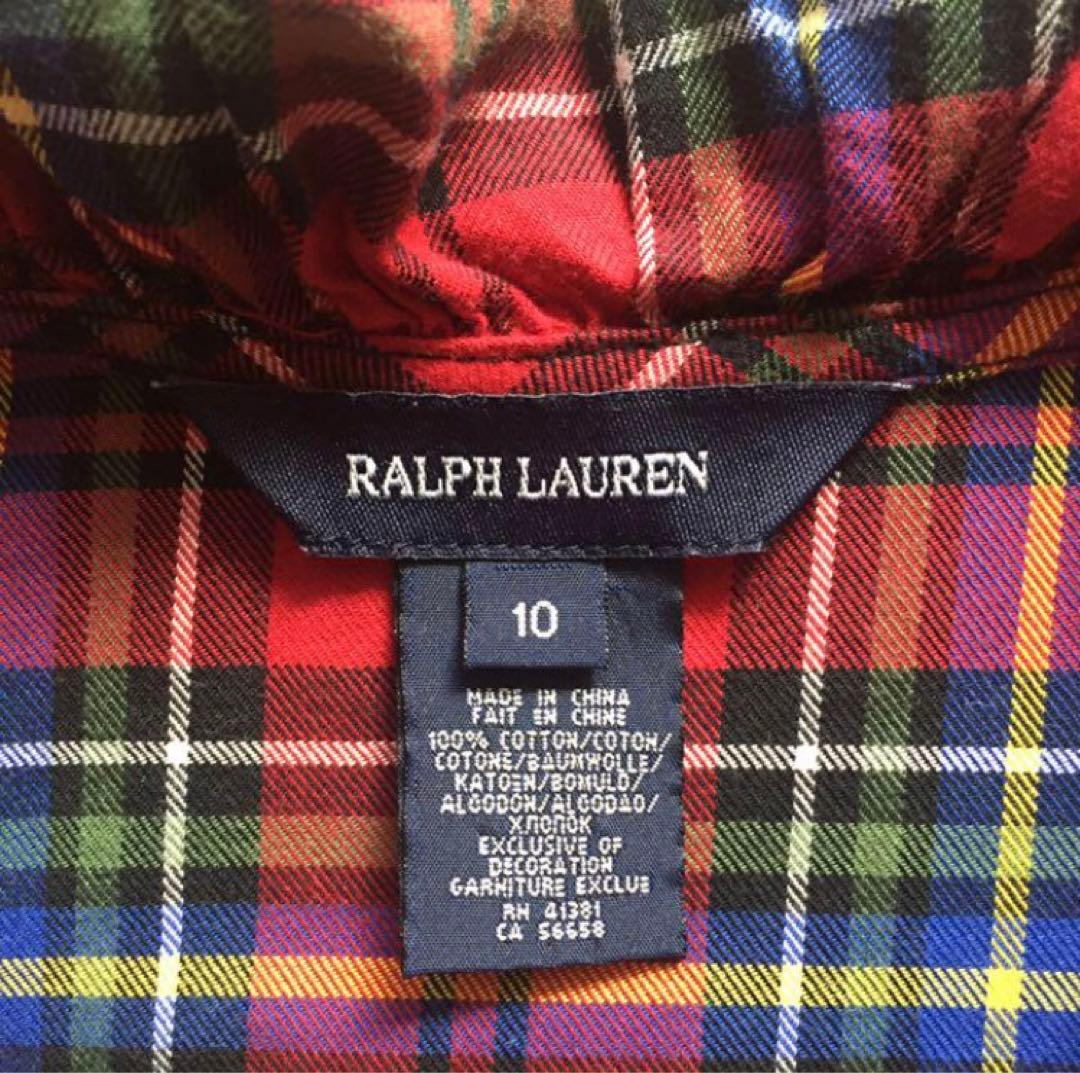 RALPH LAUREN
10
MADE IN CHINA
FAIT EN CHINE
100% COTTON/COTON/
COTONE/BAUMWOLLE/
KATOEN/BOMULD/
ALGODON/ALGODAO/
ХЛОПОК
EXCLUSIVE OF
DECORATION
GARNITURE EXCLUE
RN 41381
CA 56658